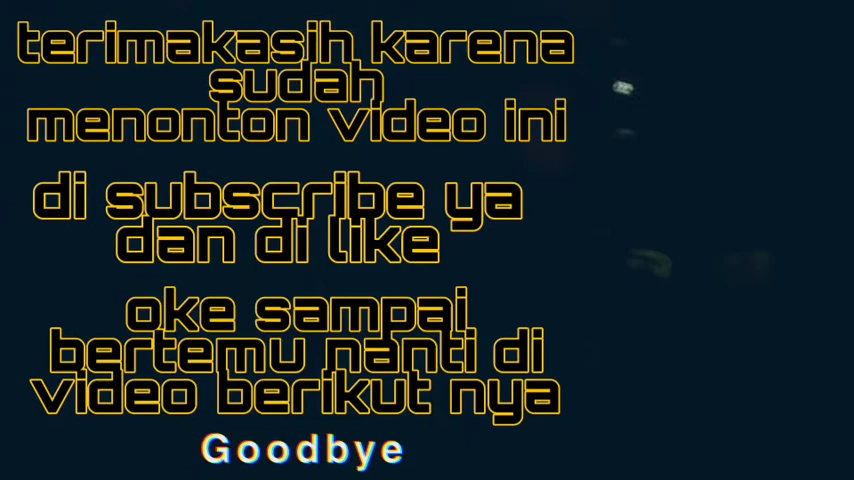 terimakasih karena
sudah
menonton video ini
di subscribe ya
dan di like
oke sampai
bertemu nanti di
video berikut nya
Goodbye